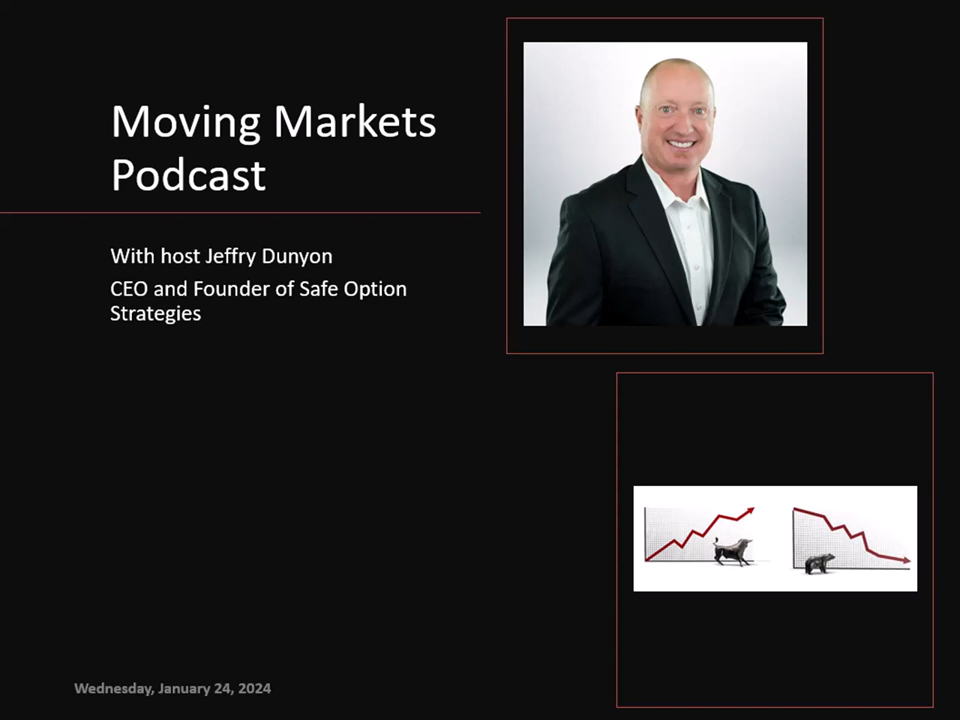 Moving Markets
Podcast
With host Jeffry Dunyon
CEO and Founder of Safe Option
Strategies
Wednesday, January 24, 2024